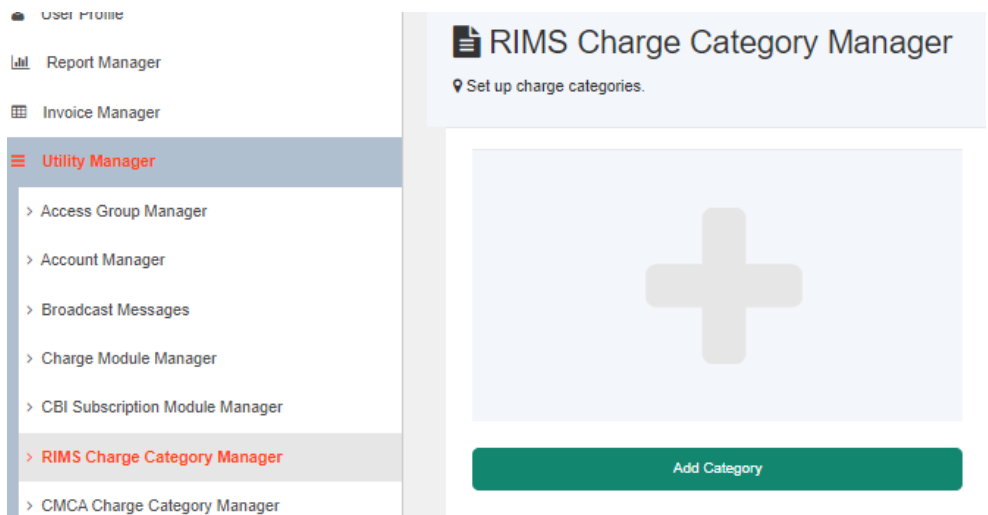 User Profile
Report Manager
Invoice Manager
Utility Manager
Access Group Manager
Account Manager
Broadcast Messages
Charge Module Manager
CBI Subscription Module Manager
RIMS Charge Category Manager
CMCA Charge Category Manager
RIMS Charge Category Manager
Set up charge categories.
Add Category